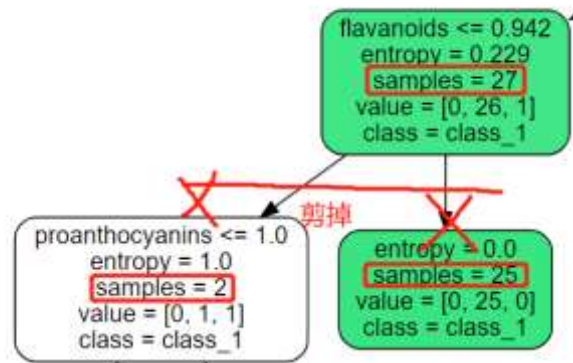 flavanoids <= 0.942
entropy = 0.229
samples = 27
value = [0, 26, 1]
class = class_1
剪掉
proanthocyanins <= 1.0
entropy = 1.0
samples = 2
value = [0, 1, 1]
class = class_1
entropy = 0.0
samples = 25
value = [0, 25, 0]
class = class_1